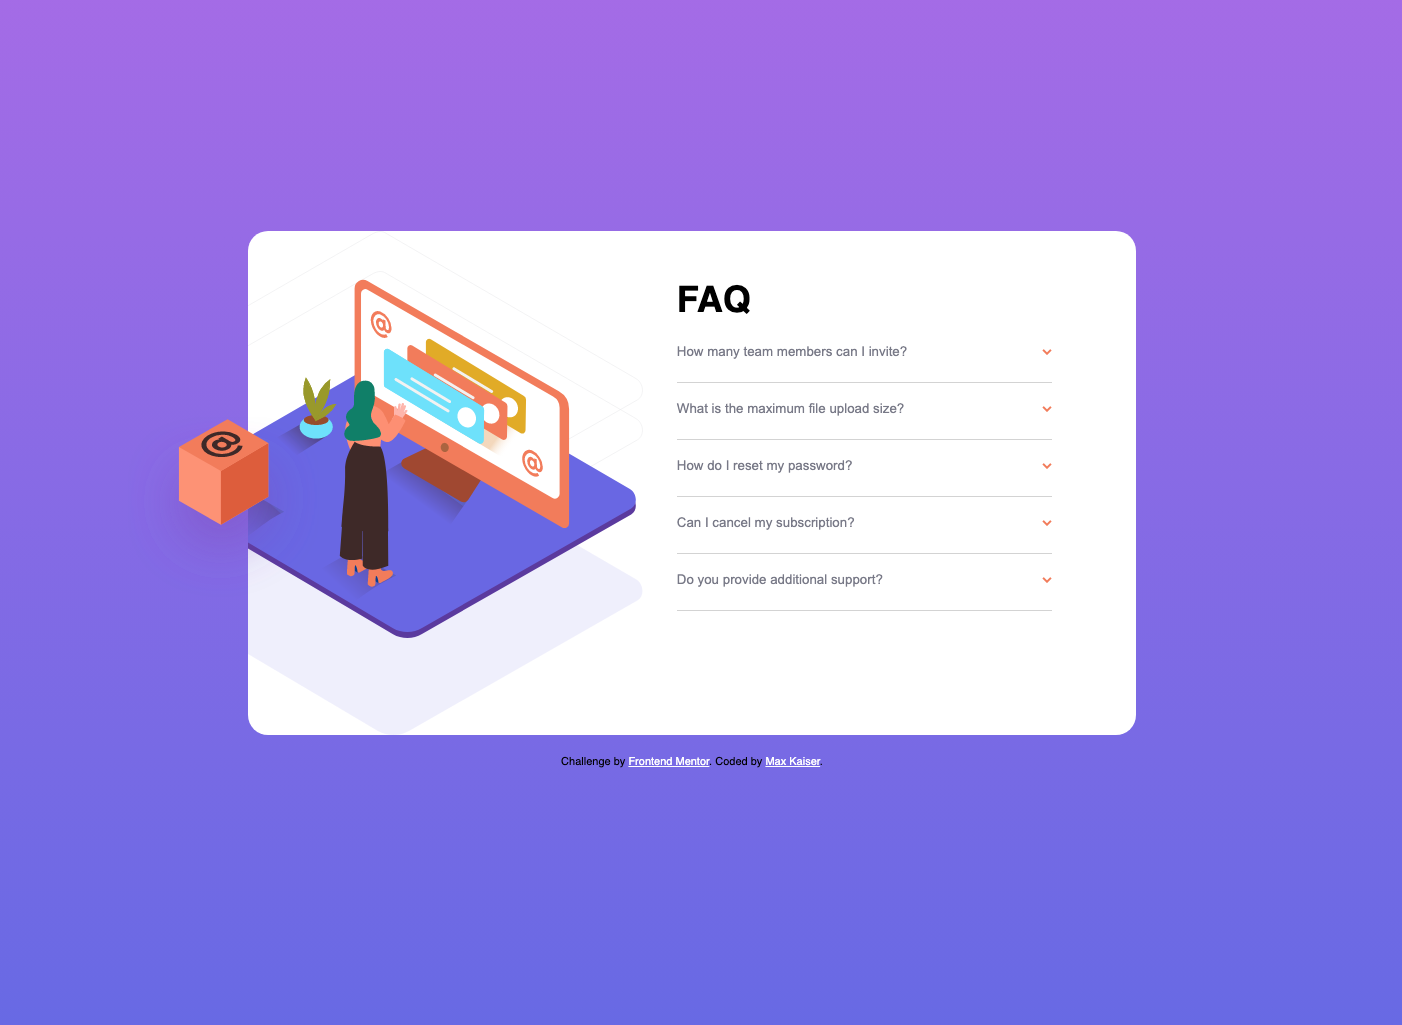 FAQ
How many team members can I invite?
What is the maximum file upload size?
How do I reset my password?
Can I cancel my subscription?
Do you provide additional support?
@
@
@
Challenge by Frontend Mentor. Coded by Max Kaiser.